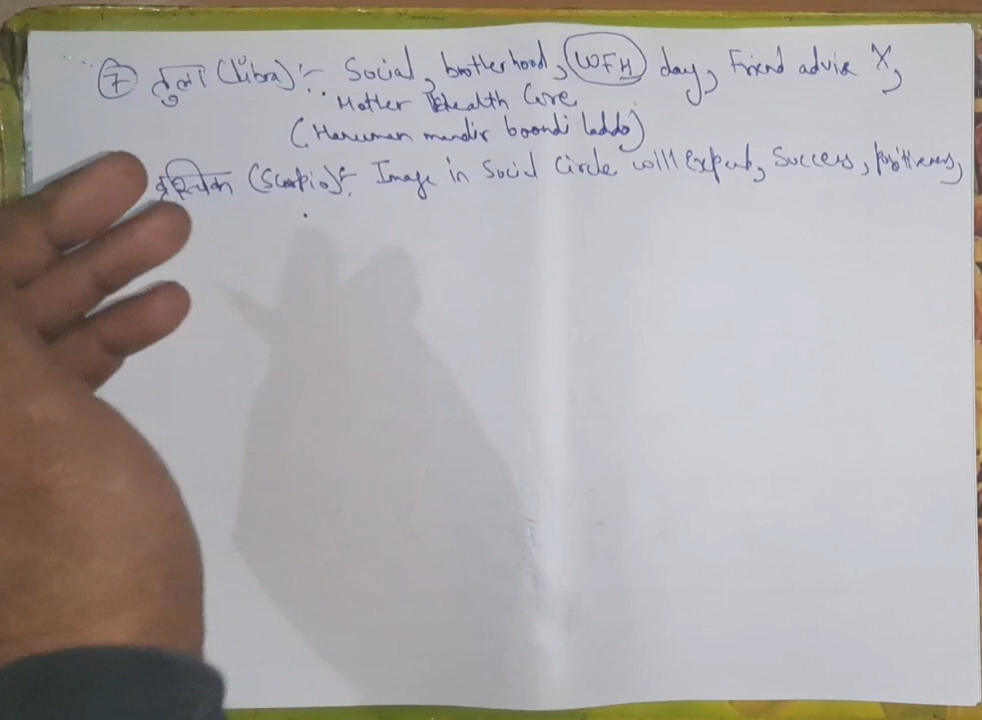 ⑦ तुला (Libra):- Social, brotherhood, WFH day, Friend advice X,
Mother Health Care
(Hanuman mandir boondi laddo)
वृश्चिक (Scorpio):- Image in Social Circle will Expand, Success, positiveness,